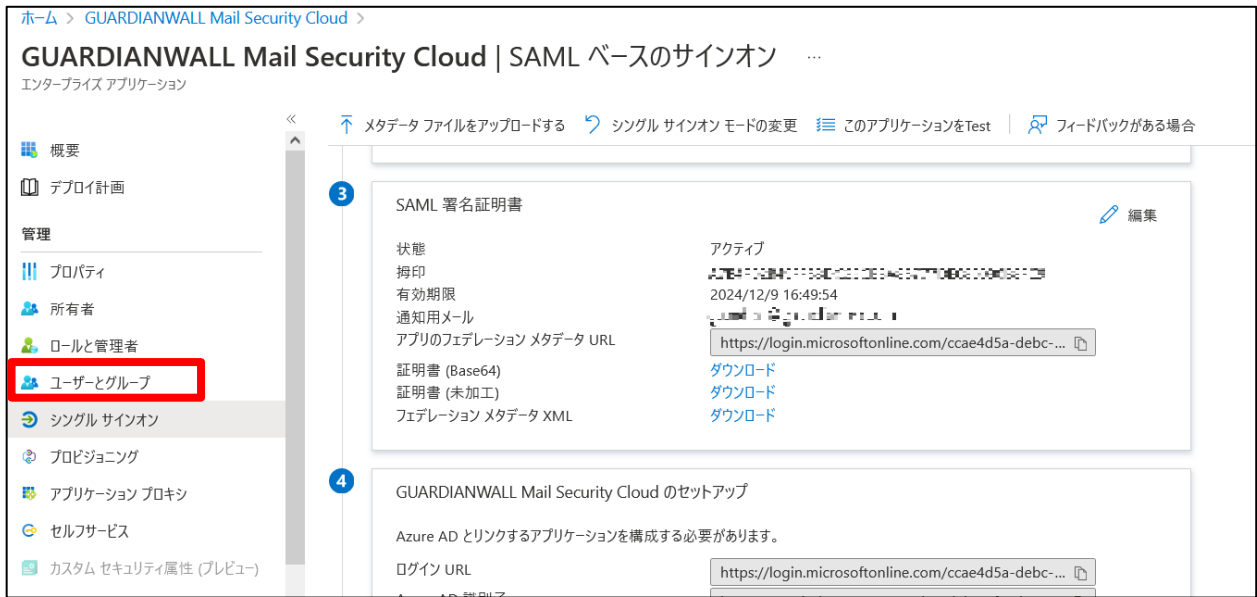 ホーム > GUARDIANWALL Mail Security Cloud >
GUARDIANWALL Mail Security Cloud | SAML ベースのサインオン ...
エンタープライズ アプリケーション
メタデータ ファイルをアップロードする シングル サインオン モードの変更 このアプリケーションをTest フィードバックがある場合
概要
デプロイ計画
管理
プロパティ
所有者
ロールと管理者
ユーザーとグループ
シングル サインオン
プロビジョニング
アプリケーション プロキシ
セルフサービス
カスタム セキュリティ属性 (プレビュー)
3
SAML 署名証明書
編集
状態 アクティブ
拇印
有効期限 2024/12/9 16:49:54
通知用メール
アプリのフェデレーション メタデータ URL https://login.microsoftonline.com/ccae4d5a-debc-...
証明書 (Base64) ダウンロード
証明書 (未加工) ダウンロード
フェデレーション メタデータ XML ダウンロード
4
GUARDIANWALL Mail Security Cloud のセットアップ
Azure AD とリンクするアプリケーションを構成する必要があります。
ログイン URL https://login.microsoftonline.com/ccae4d5a-debc-...